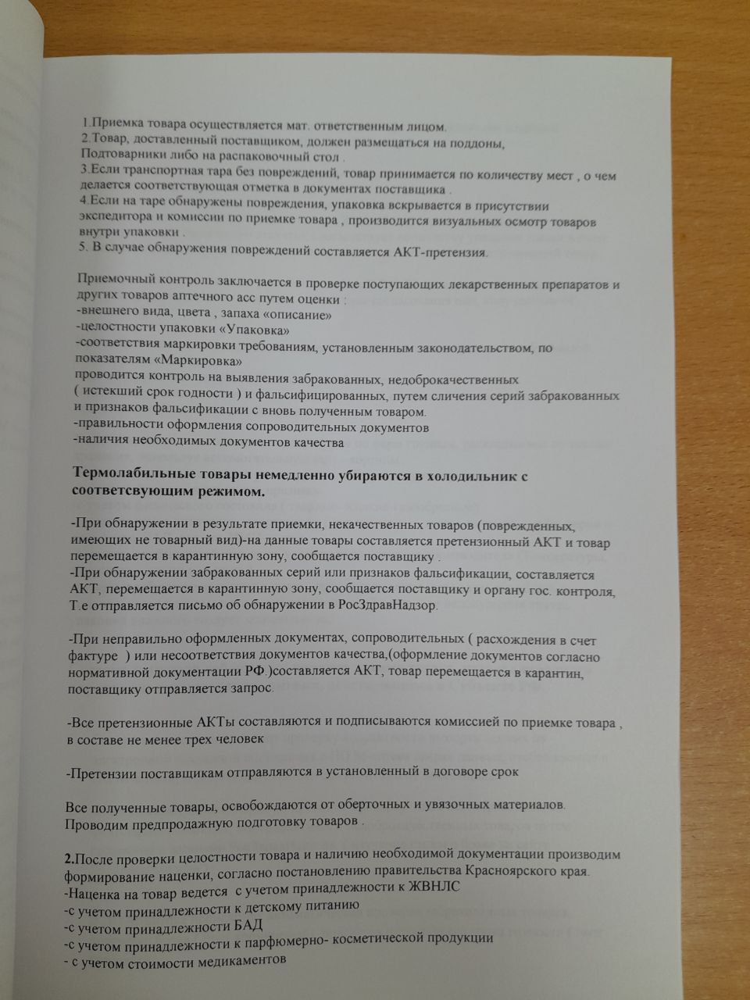 1.Приемка товара осуществляется мат. ответственным лицом.
2.Товар, доставленный поставщиком, должен размещаться на поддоны,
Подтоварники либо на распаковочный стол .
3.Если транспортная тара без повреждений, товар принимается по количеству мест , о чем
делается соответствующая отметка в документах поставщика .
4.Если на таре обнаружены повреждения, упаковка вскрывается в присутствии
экспедитора и комиссии по приемке товара , производится визуальных осмотр товаров
внутри упаковки .
5. В случае обнаружения повреждений составляется АКТ-претензия.
Приемочный контроль заключается в проверке поступающих лекарственных препаратов и
других товаров аптечного асс путем оценки :
-внешнего вида, цвета , запаха «описание»
-целостности упаковки «Упаковка»
-соответствия маркировки требованиям, установленным законодательством, по
показателям «Маркировка»
проводится контроль на выявления забракованных, недоброкачественных
( истекший срок годности ) и фальсифицированных, путем сличения серий забракованных
и признаков фальсификации с вновь полученным товаром.
-правильности оформления сопроводительных документов
-наличия необходимых документов качества
Термолабильные товары немедленно убираются в холодильник с
соответсвующим режимом.
-При обнаружении в результате приемки, некачественных товаров (поврежденных,
имеющих не товарный вид)-на данные товары составляется претензионный АКТ и товар
перемещается в карантинную зону, сообщается поставщику .
-При обнаружении забракованных серий или признаков фальсификации, составляется
АКТ, перемещается в карантинную зону, сообщается поставщику и органу гос. контроля,
Т.е отправляется письмо об обнаружении в РосЗдравНадзор.
-При неправильно оформленных документах, сопроводительных ( расхождения в счет
фактуре  ) или несоответствия документов качества,(оформление документов согласно
нормативной документации РФ.)составляется АКТ, товар перемещается в карантин,
поставщику отправляется запрос.
-Все претензионные АКТы составляются и подписываются комиссией по приемке товара ,
в составе не менее трех человек
-Претензии поставщикам отправляются в установленный в договоре срок
Все полученные товары, освобождаются от оберточных и увязочных материалов.
Проводим предпродажную подготовку товаров .
2.После проверки целостности товара и наличию необходимой документации производим
формирование наценки, согласно постановлению правительства Красноярского края.
-Наценка на товар ведется  с учетом принадлежности к ЖВНЛС
-с учетом принадлежности к детскому питанию
-с учетом принадлежности БАД
-с учетом принадлежности к парфюмерно- косметической продукции
- с учетом стоимости медикаментов